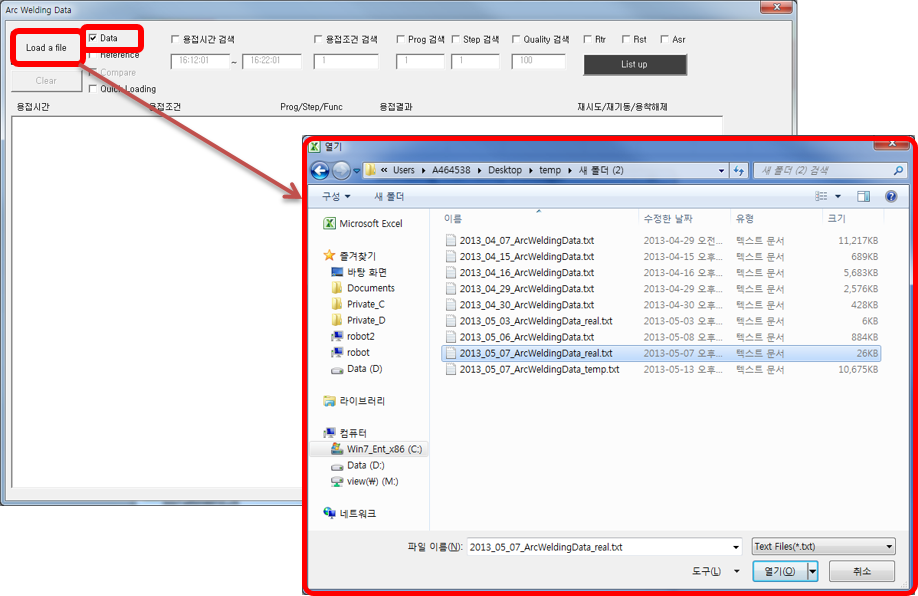 Arc Welding Data
Load a file
Data
용접시간 검색
용접조건 검색
Prog 검색
Step 검색
Quality 검색
Rtr
Rst
Asr
Reference
16:12:01
~
16:22:01
1
1
1
100
List up
Clear
Compare
Quick Loading
용접시간
용접조건
Prog/Step/Func
용접결과
재시도/재기동/용착해제
열기
« Users ▸ A464538 ▸ Desktop ▸ temp ▸ 새 폴더 (2)
새 폴더 (2) 검색
구성
새 폴더
Microsoft Excel
즐겨찾기
바탕 화면
Documents
Private_C
Private_D
robot2
robot
Data (D)
라이브러리
컴퓨터
Win7_Ent_x86 (C:)
Data (D:)
view(₩) (M:)
네트워크
이름 수정한 날짜 유형 크기
2013_04_07_ArcWeldingData.txt 2013-04-29 오전... 텍스트 문서 11,217KB
2013_04_15_ArcWeldingData.txt 2013-04-15 오후... 텍스트 문서 689KB
2013_04_16_ArcWeldingData.txt 2013-04-16 오후... 텍스트 문서 5,683KB
2013_04_29_ArcWeldingData.txt 2013-04-29 오후... 텍스트 문서 2,576KB
2013_04_30_ArcWeldingData.txt 2013-04-30 오후... 텍스트 문서 428KB
2013_05_03_ArcWeldingData_real.txt 2013-05-03 오후... 텍스트 문서 6KB
2013_05_06_ArcWeldingData.txt 2013-05-08 오후... 텍스트 문서 884KB
2013_05_07_ArcWeldingData_real.txt 2013-05-07 오후... 텍스트 문서 26KB
2013_05_07_ArcWeldingData_temp.txt 2013-05-13 오후... 텍스트 문서 10,675KB
파일 이름(N): 2013_05_07_ArcWeldingData_real.txt
Text Files(*.txt)
도구(L)
열기(O)
취소